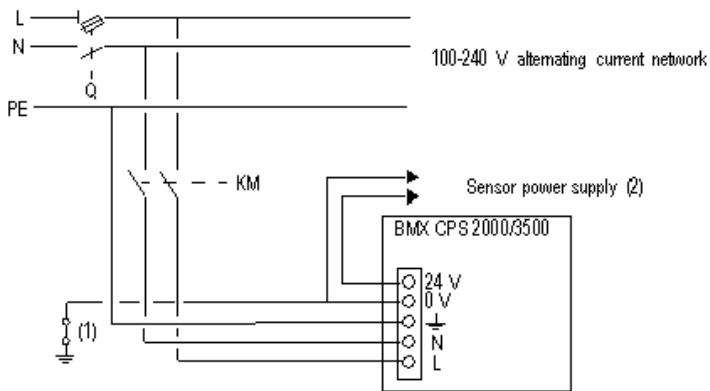 L
N
100-240 V alternating current network
Q
PE
KM
Sensor power supply (2)
BMX CPS 2000/3500
24 V
0 V
(1)
N
L